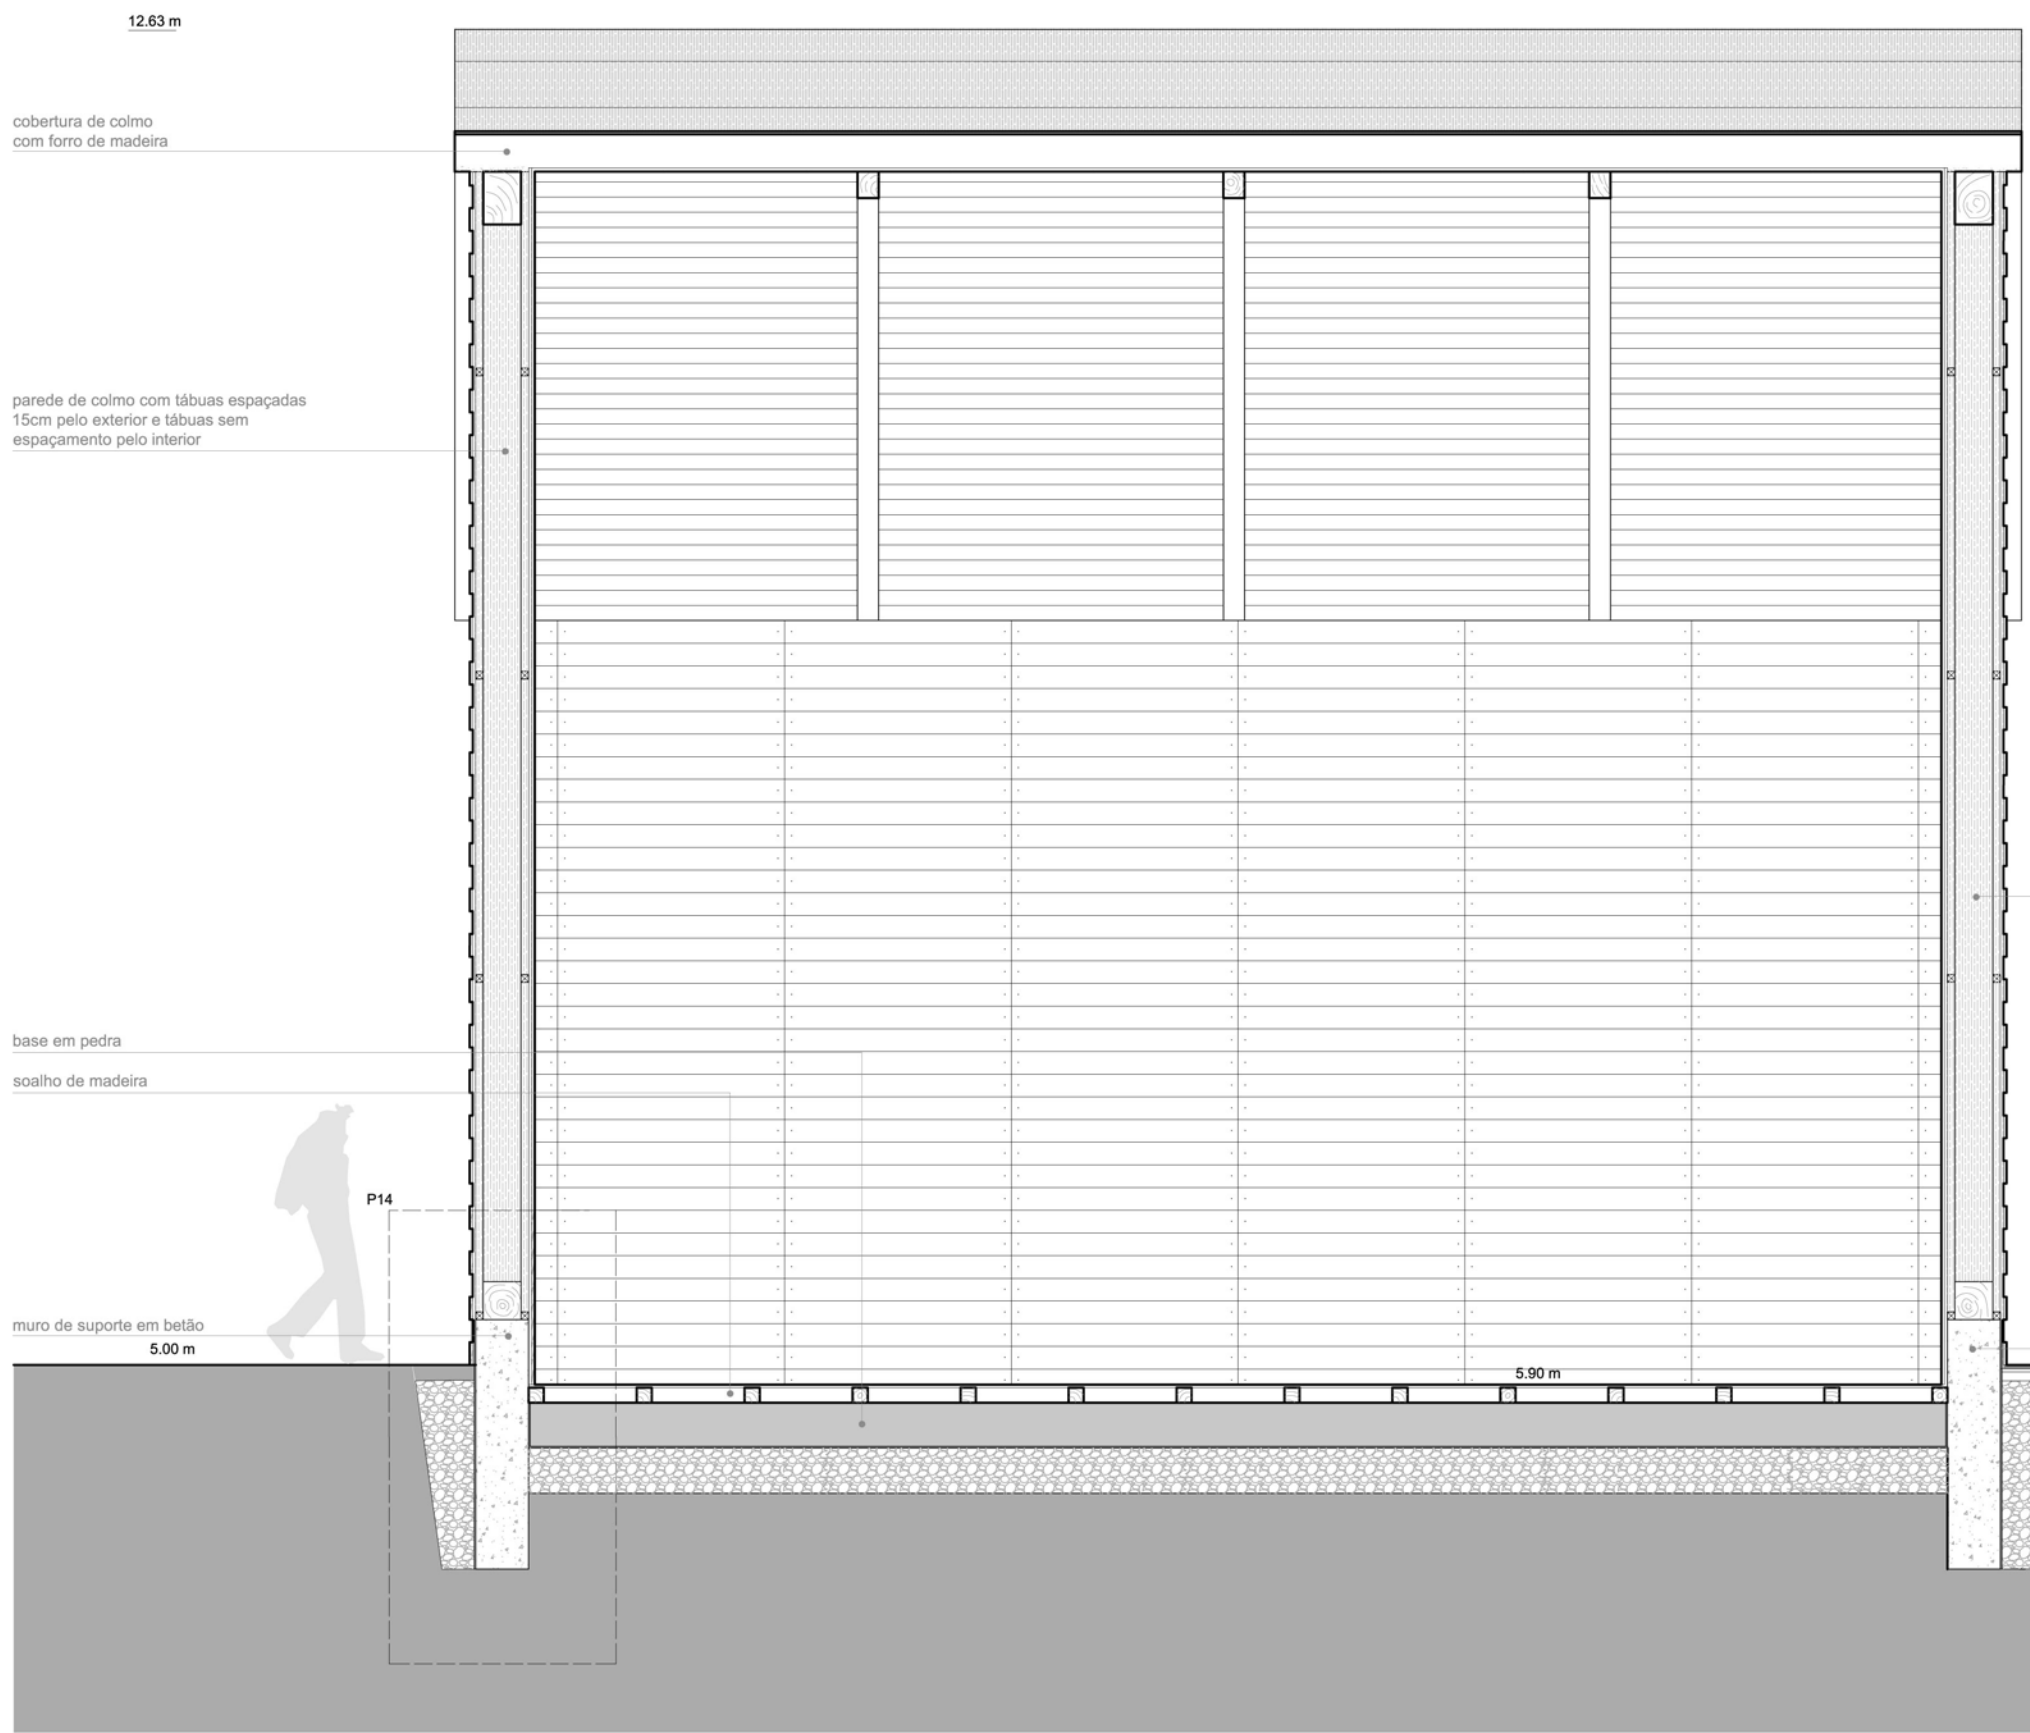 12.63 m
cobertura de colmo
com forro de madeira
parede de colmo com tábuas espaçadas
15cm pelo exterior e tábuas sem
espaçamento pelo interior
base em pedra
soalho de madeira
P14
muro de suporte em betão
5.00 m
5.90 m